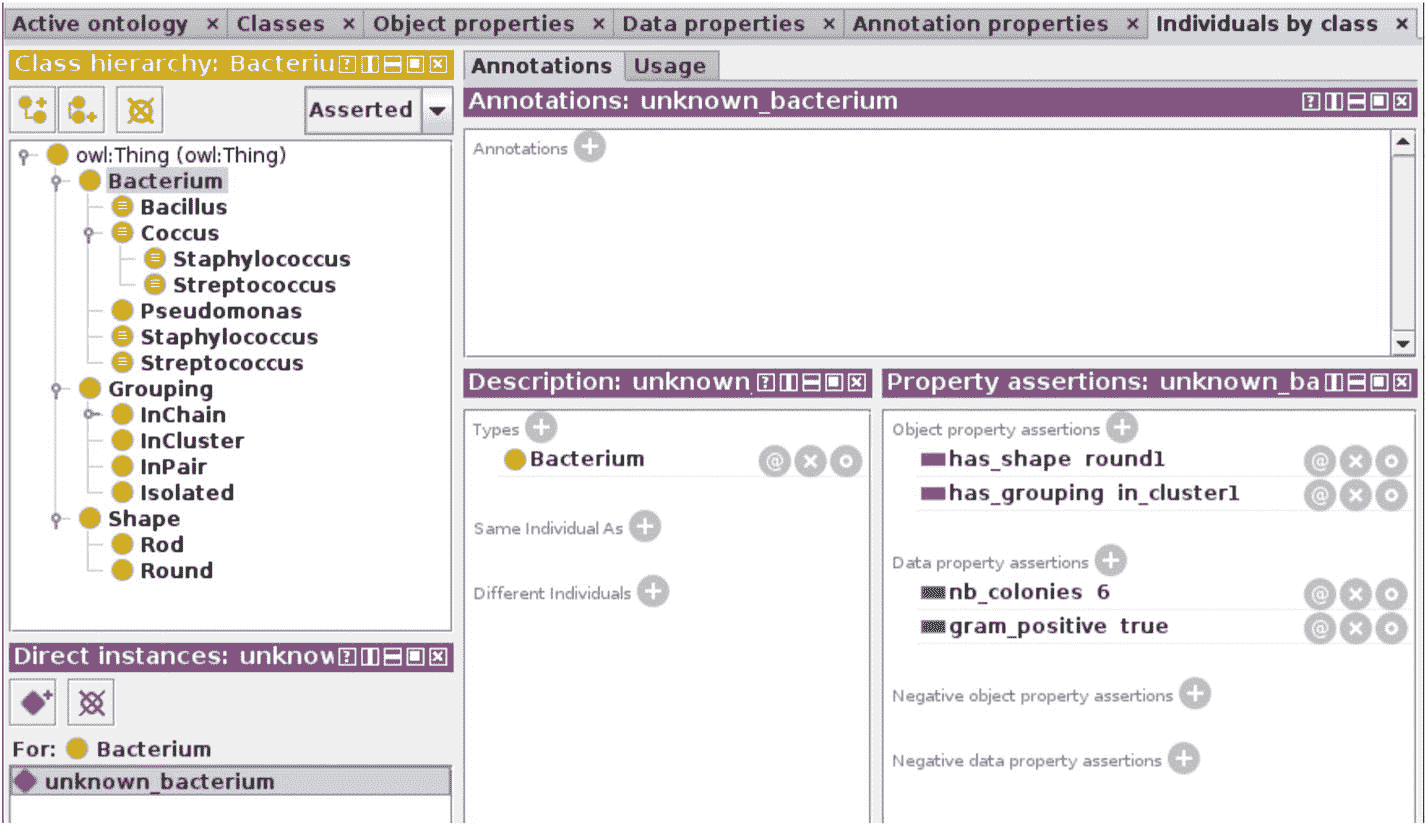 Active ontology × Classes × Object properties × Data properties × Annotation properties × Individuals by class ×
Class hierarchy: Bacteriu
Asserted
owl:Thing (owl:Thing)
Bacterium
Bacillus
Coccus
Staphylococcus
Streptococcus
Pseudomonas
Staphylococcus
Streptococcus
Grouping
InChain
InCluster
InPair
Isolated
Shape
Rod
Round
Direct instances: unknow
For: Bacterium
unknown_bacterium
Annotations Usage
Annotations: unknown_bacterium
Annotations
Description: unknown_
Types
Bacterium
Same Individual As
Different Individuals
Property assertions: unknown_ba
Object property assertions
has_shape round1
has_grouping in_cluster1
Data property assertions
nb_colonies 6
gram_positive true
Negative object property assertions
Negative data property assertions